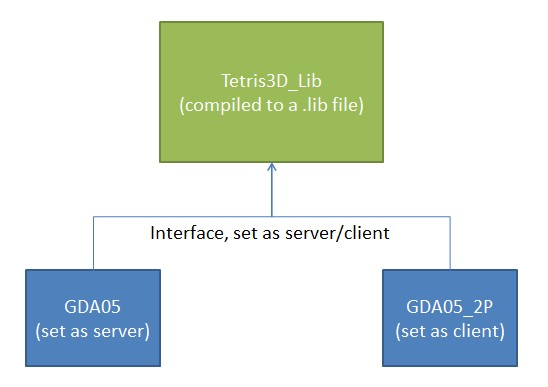 Tetris3D_Lib
(compiled to a .lib file)
Interface, set as server/client
GDA05
(set as server)
GDA05_2P
(set as client)